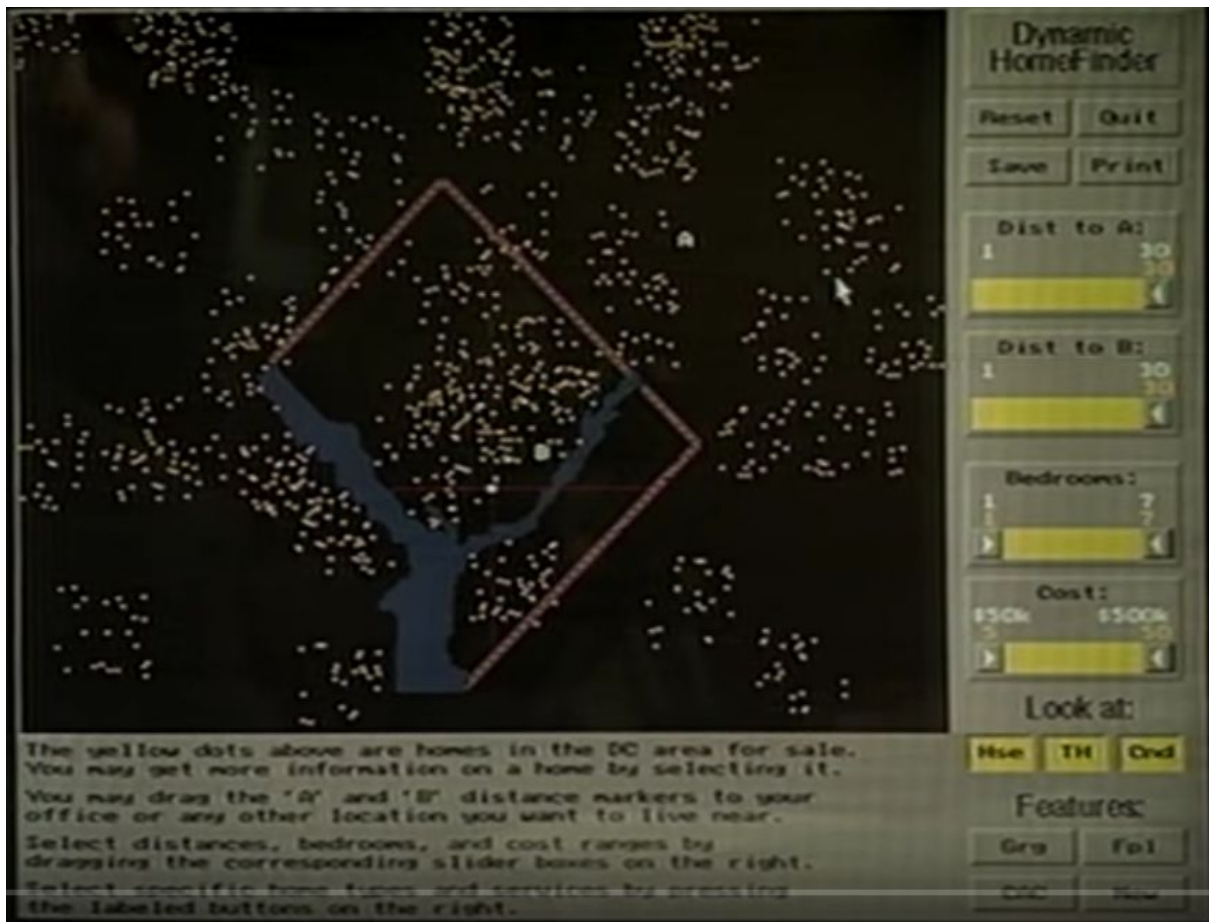 Dynamic
HomeFinder
Reset Quit
Save Print
Dist to A:
1 30
30
Dist to B:
1 30
30
Bedrooms:
1 7
1 7
Cost:
$50k $500k
5 50
Look at:
Hse TH Cnd
Features:
Grg Fpl
CAC New
A
B
The yellow dots above are homes in the DC area for sale.
You may get more information on a home by selecting it.
You may drag the 'A' and 'B' distance markers to your
office or any other location you want to live near.
Select distances, bedrooms, and cost ranges by
dragging the corresponding slider boxes on the right.
Select specific home types and services by pressing
the labeled buttons on the right.